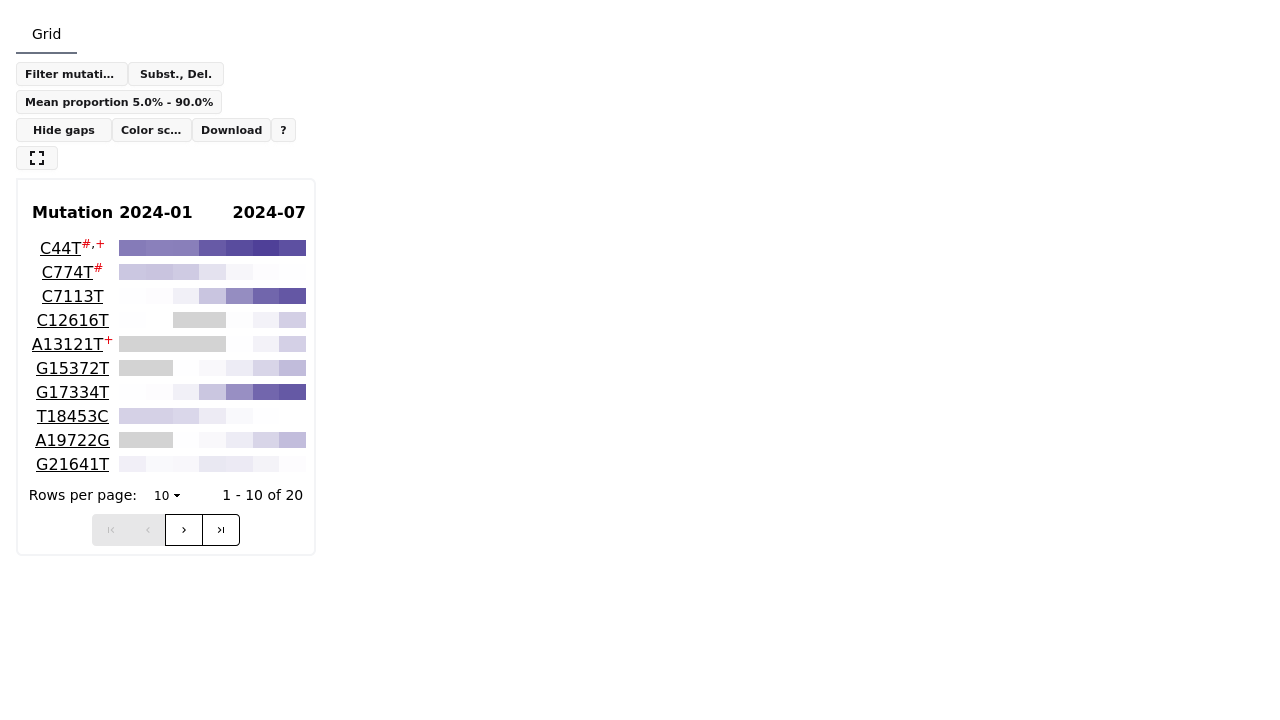 Grid
Filter mutati... Subst., Del.
Mean proportion 5.0% - 90.0%
Hide gaps Color sc... Download ?
Mutation 2024-01 2024-07
C44T#,+
C774T#
C7113T
C12616T
A13121T+
G15372T
G17334T
T18453C
A19722G
G21641T
Rows per page: 10 1 - 10 of 20